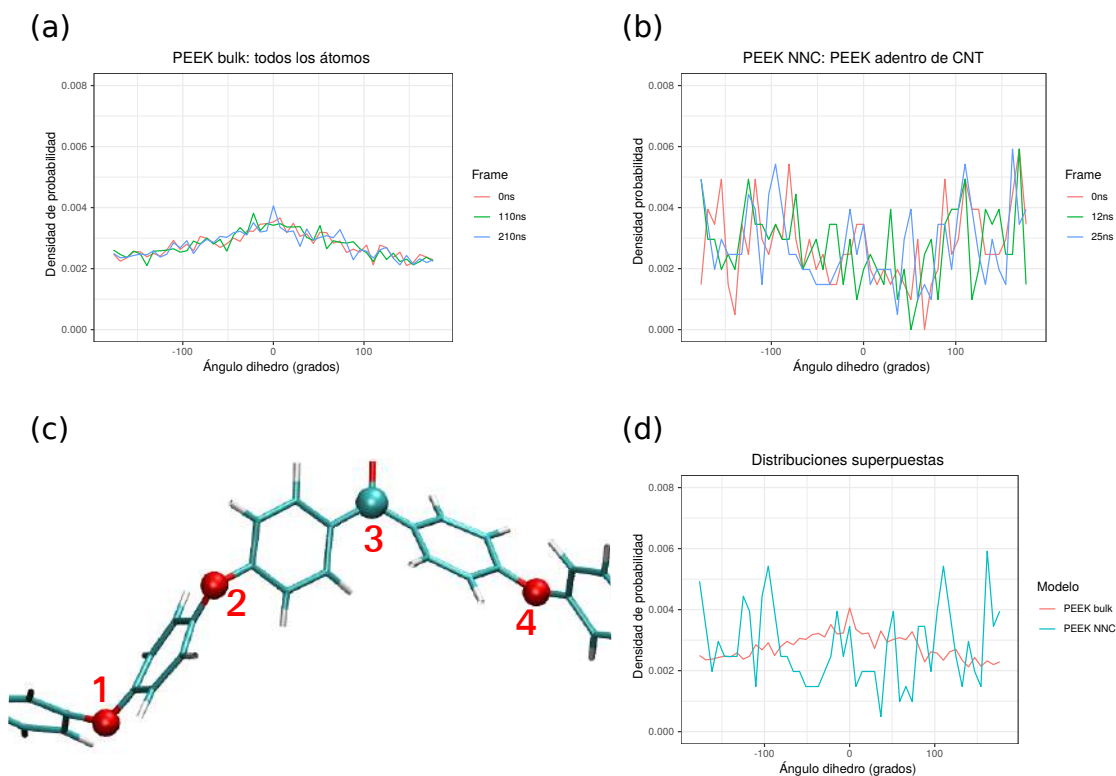 (a)
PEEK bulk: todos los átomos
0.008
0.006
0.004
0.002
0.000
Densidad de probabilidad
-100 0 100
Ángulo dihedro (grados)
Frame
0ns
110ns
210ns
(b)
PEEK NNC: PEEK adentro de CNT
0.008
0.006
0.004
0.002
0.000
Densidad de probabilidad
-100 0 100
Ángulo dihedro (grados)
Frame
0ns
12ns
25ns
(c)
1
2
3
4
(d)
Distribuciones superpuestas
0.008
0.006
0.004
0.002
0.000
Densidad de probabilidad
-100 0 100
Ángulo dihedro (grados)
Modelo
PEEK bulk
PEEK NNC